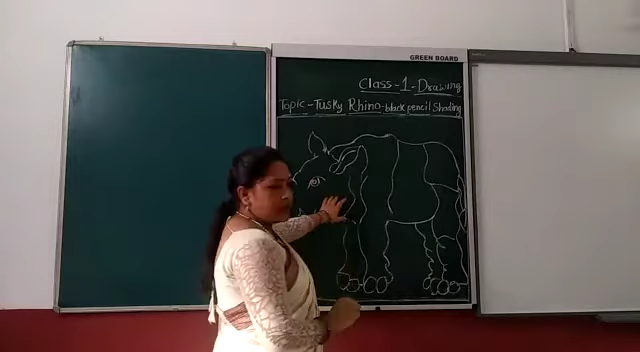 GREEN BOARD
Class-1-Drawing
Topic-Tusky Rhino-black pencil Shading